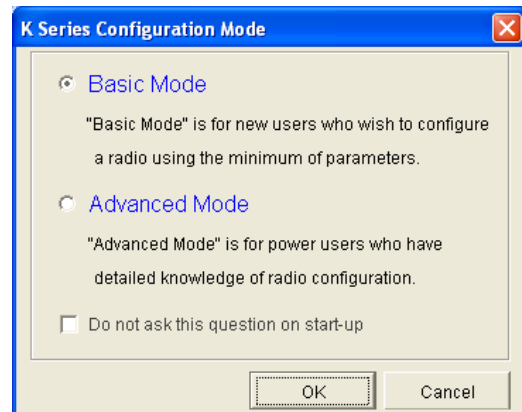 K Series Configuration Mode
Basic Mode
"Basic Mode" is for new users who wish to configure
a radio using the minimum of parameters.
Advanced Mode
"Advanced Mode" is for power users who have
detailed knowledge of radio configuration.
Do not ask this question on start-up
OK
Cancel